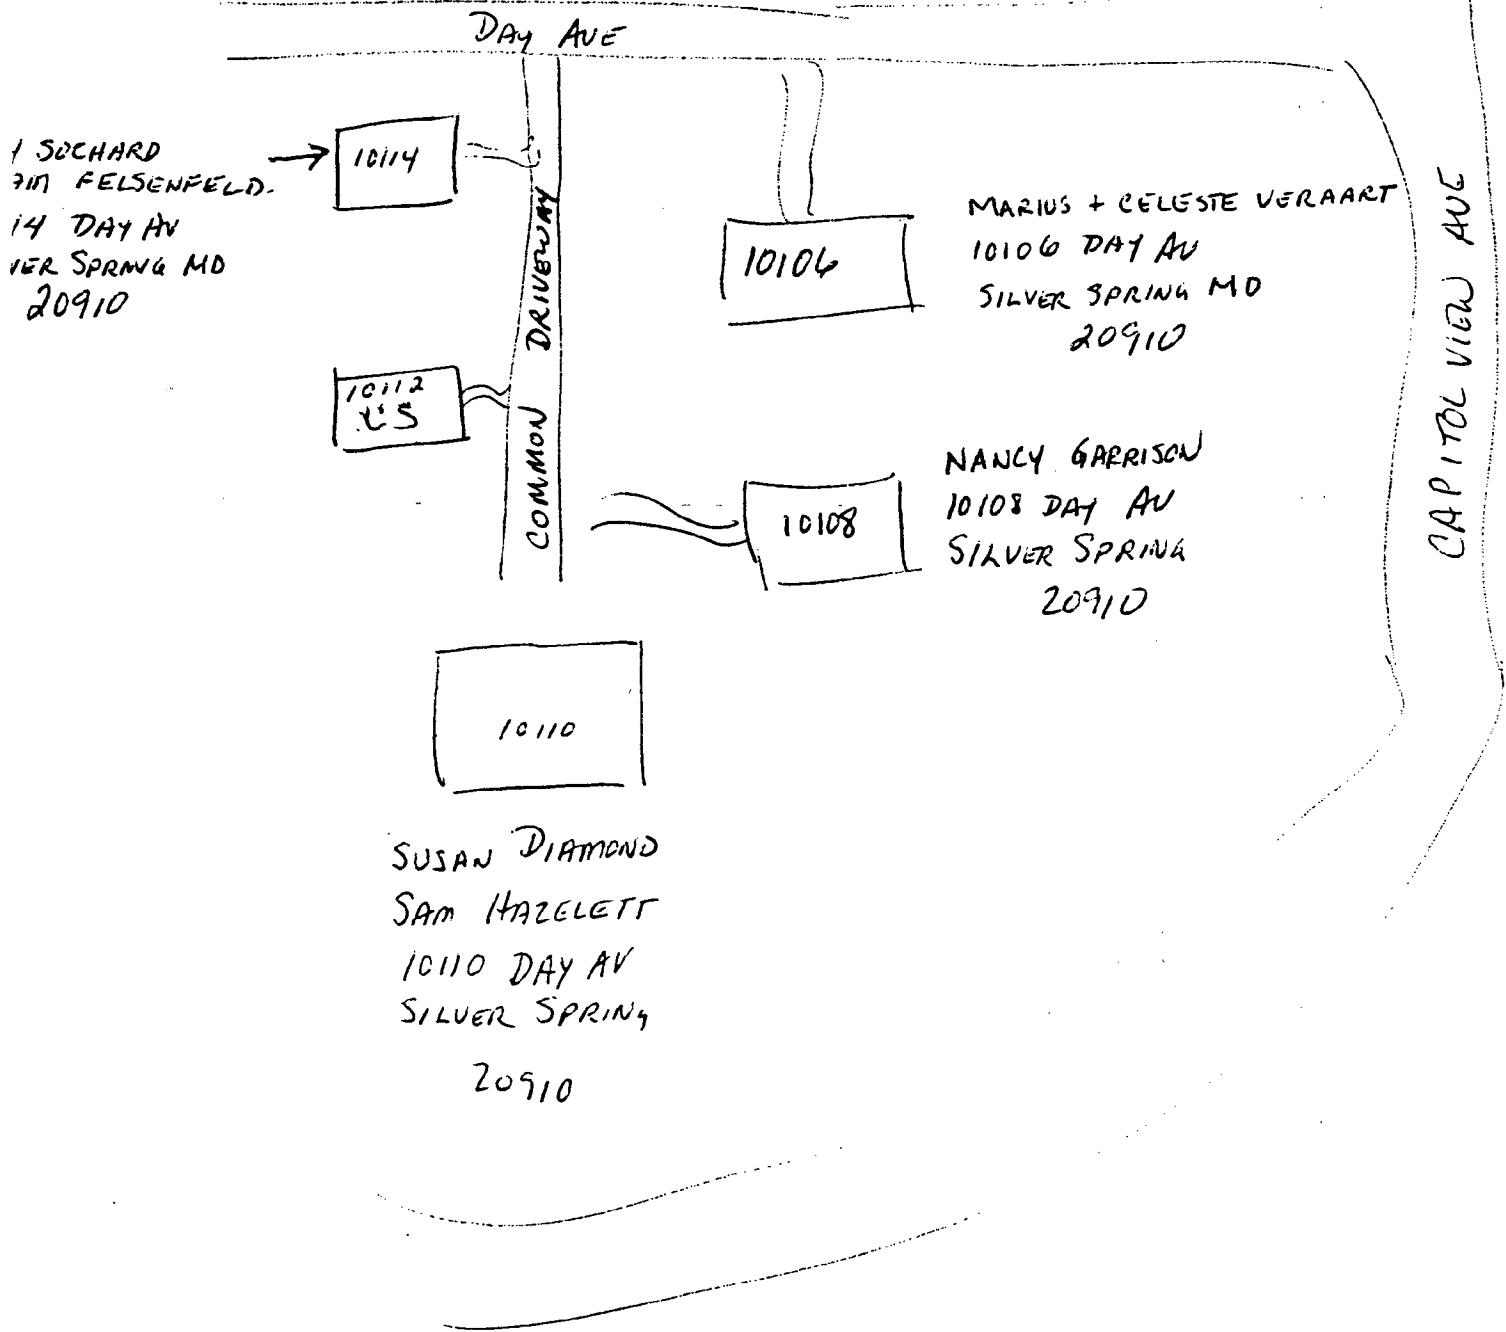 DAY AVE
10114
SOCHARD
FELSENFELD.
14 DAY AV
VER SPRING MD
20910
COMMON DRIVEWAY
10106
MARIUS + CELESTE VERAART
10106 DAY AV
SILVER SPRING MD
20910
CAPITOL VIEW AVE
10112
US
10108
NANCY GARRISON
10108 DAY AV
SILVER SPRING
20910
10110
SUSAN DIAMOND
SAM HAZELETT
10110 DAY AV
SILVER SPRING
20910